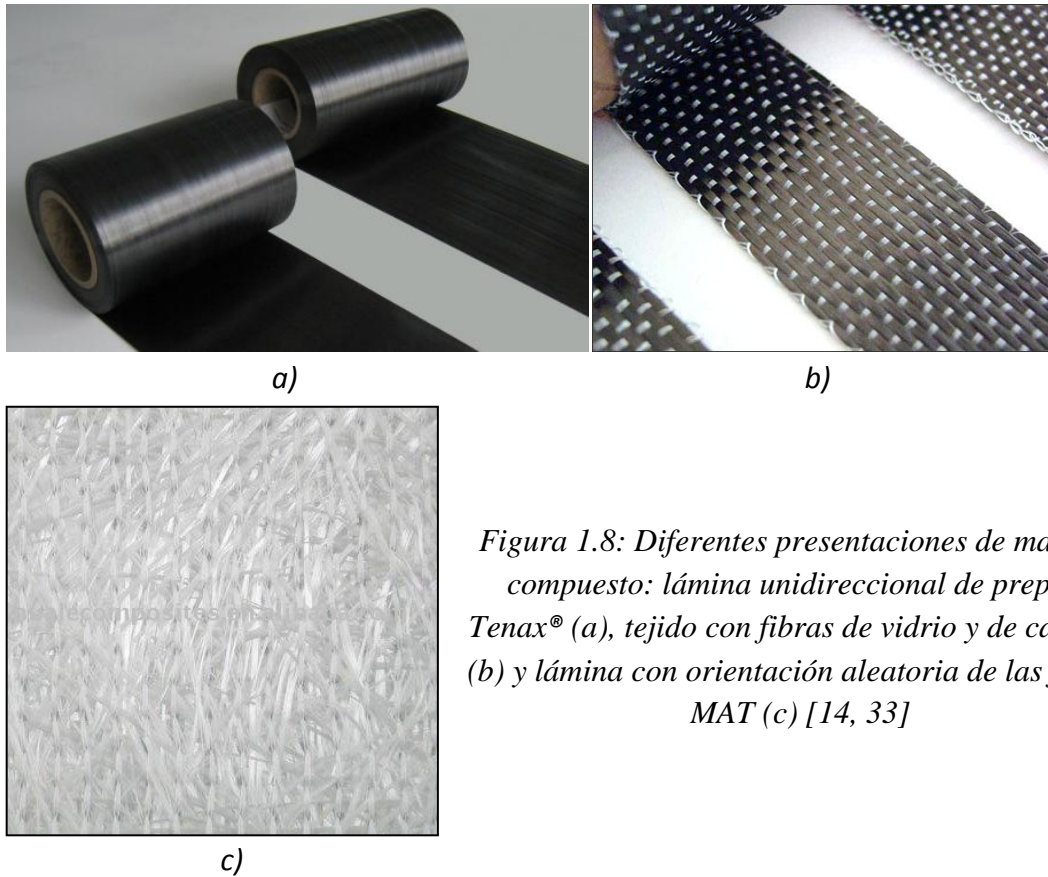 a)
b)
Figura 1.8: Diferentes presentaciones de
compuesto: lámina unidireccional de
Tenax® (a), tejido con fibras de vidrio y de
(b) y lámina con orientación aleatoria de las
MAT (c) [14, 33]
c)